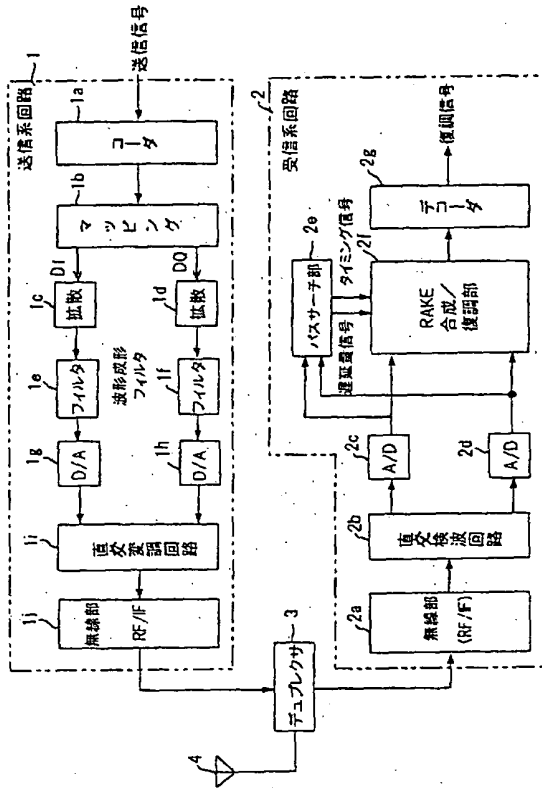 送信系回路
1
送信信号
1a
コーダ
1b
マッピング
DI
DQ
1c
拡散
1d
拡散
1e
フィルタ
波形成形
フィルタ
1f
フィルタ
1g
D/A
1h
D/A
1i
直交変調回路
1j
無線部
RF/IF
3
デュプレクサ
4
受信系回路
2
2a
無線部
(RF/IF)
2b
直交検波回路
2c
A/D
2d
A/D
2e
パスサーチ部
遅延量信号
タイミング信号
2f
RAKE
合成/
復調部
2g
デコーダ
復調信号